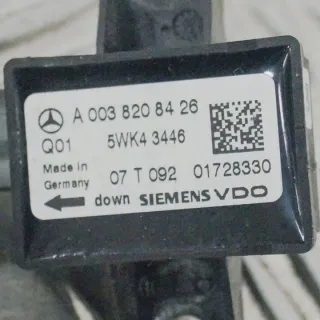 A 003 820 84 26
Q01 5WK4 3446
Made in
Germany 07 T 092 01728330
down SIEMENS VDO